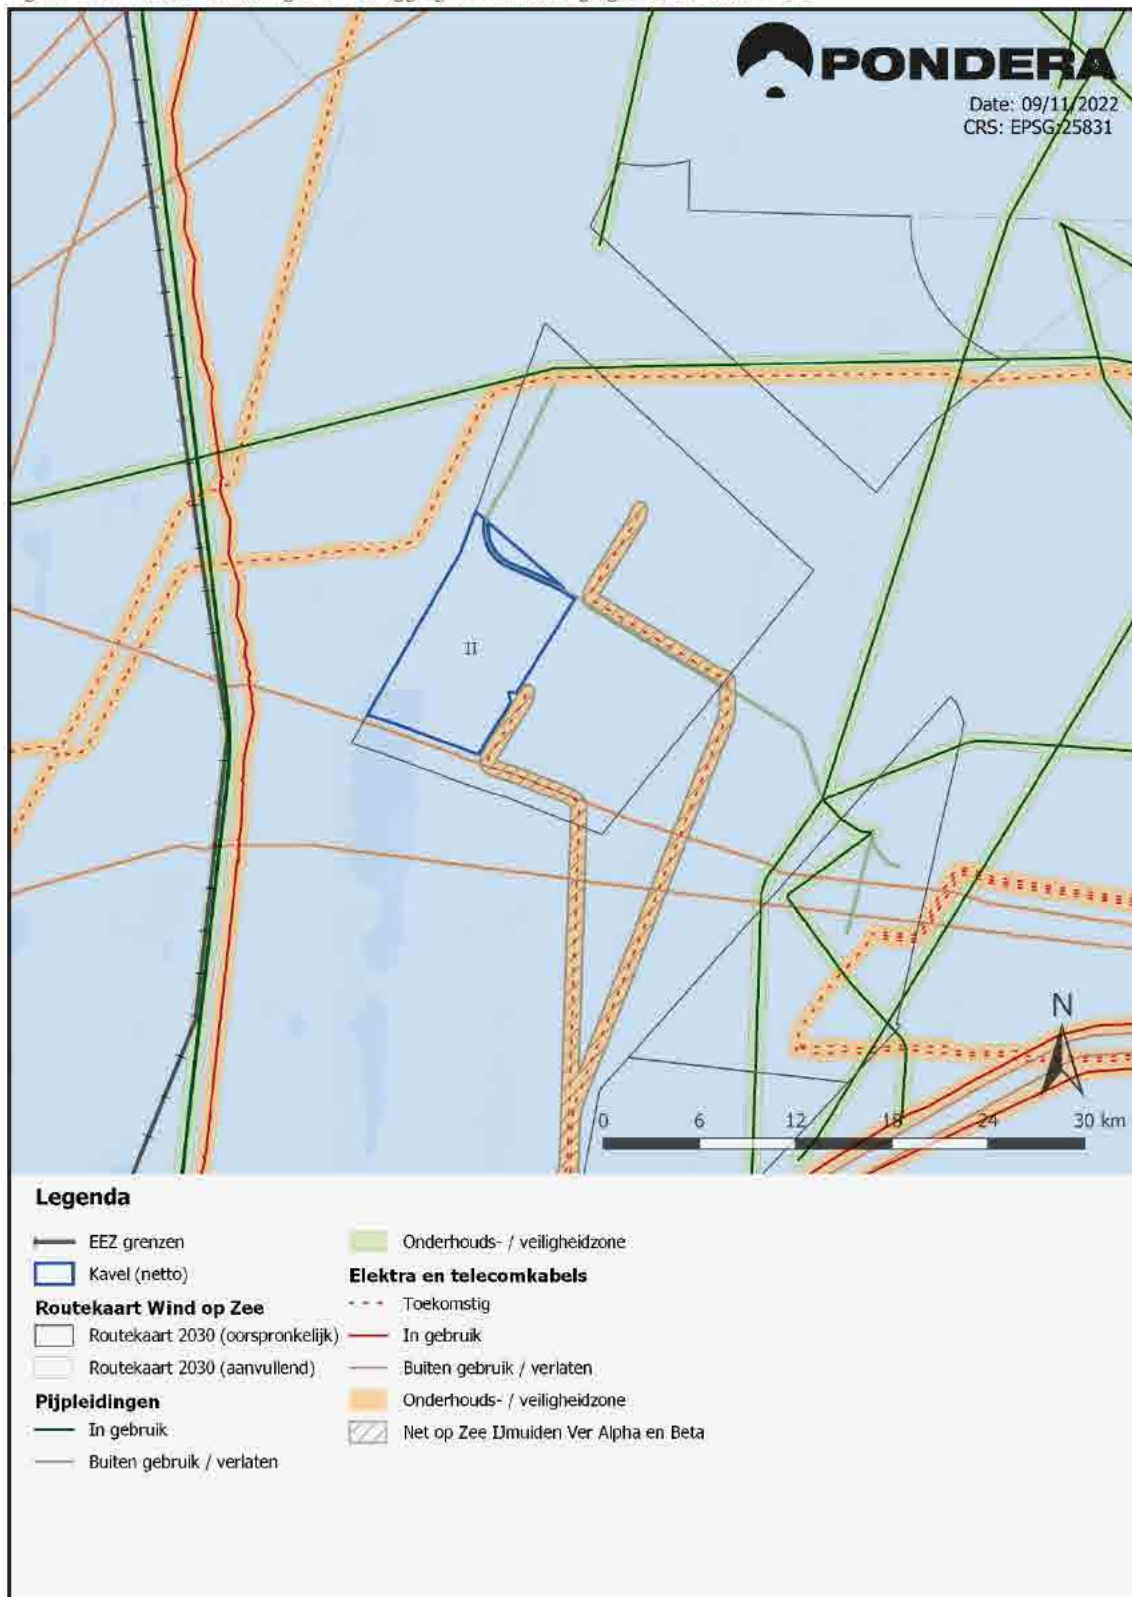 PONDERA
Date: 09/11/2022
CRS: EPSG:25831
II
N
0 6 12 18 24 30 km
Legenda
EEZ grenzen
Kavel (netto)
Routekaart Wind op Zee
Routekaart 2030 (oorspronkelijk)
Routekaart 2030 (aanvullend)
Pijpleidingen
In gebruik
Buiten gebruik / verlaten
Onderhouds- / veiligheidzone
Elektra en telecomkabels
Toekomstig
In gebruik
Buiten gebruik / verlaten
Onderhouds- / veiligheidzone
Net op Zee IJmuiden Ver Alpha en Beta